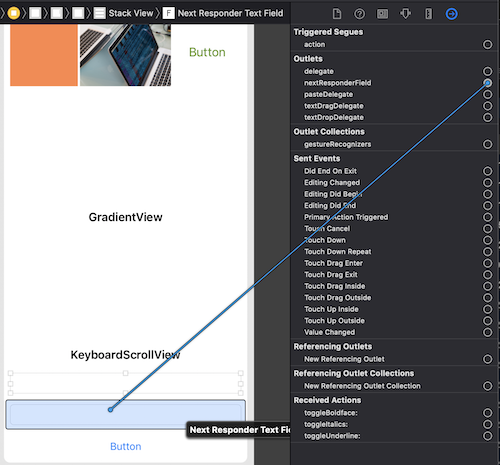 Stack View
F Next Responder Text Field
Button
GradientView
KeyboardScrollView
Next Responder Text Fi
Button
Triggered Segues
action
Outlets
delegate
nextResponderField
pasteDelegate
textDragDelegate
textDropDelegate
Outlet Collections
gestureRecognizers
Sent Events
Did End On Exit
Editing Changed
Editing Did Begin
Editing Did End
Primary Action Triggered
Touch Cancel
Touch Down
Touch Down Repeat
Touch Drag Enter
Touch Drag Exit
Touch Drag Inside
Touch Drag Outside
Touch Up Inside
Touch Up Outside
Value Changed
Referencing Outlets
New Referencing Outlet
Referencing Outlet Collections
New Referencing Outlet Collection
Received Actions
toggleBoldface:
toggleItalics:
toggleUnderline: